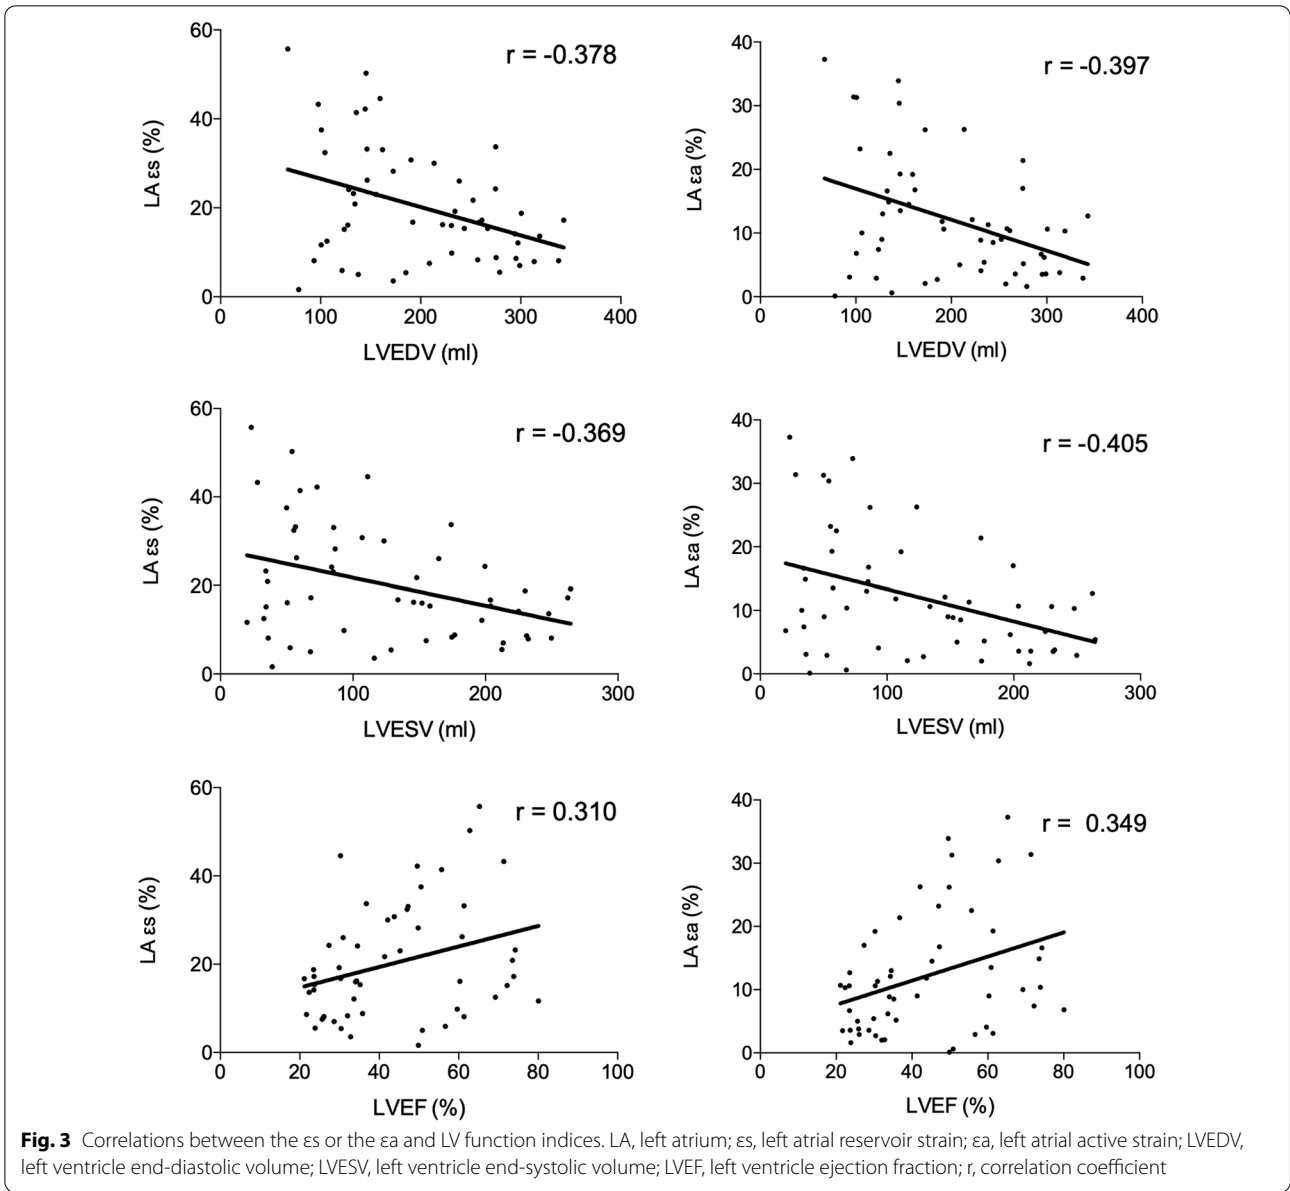 r = -0.378
LA εs (%)
60
40
20
0
0 100 200 300 400
LVEDV (ml)
r = -0.397
LA εa (%)
40
30
20
10
0
0 100 200 300 400
LVEDV (ml)
r = -0.369
LA εs (%)
60
40
20
0
0 100 200 300
LVESV (ml)
r = -0.405
LA εa (%)
40
30
20
10
0
0 100 200 300
LVESV (ml)
r = 0.310
LA εs (%)
60
40
20
0
0 20 40 60 80 100
LVEF (%)
r = 0.349
LA εa (%)
40
30
20
10
0
0 20 40 60 80 100
LVEF (%)
Fig. 3 Correlations between the εs or the εa and LV function indices. LA, left atrium; εs, left atrial reservoir strain; εa, left atrial active strain; LVEDV,
left ventricle end-diastolic volume; LVESV, left ventricle end-systolic volume; LVEF, left ventricle ejection fraction; r, correlation coefficient